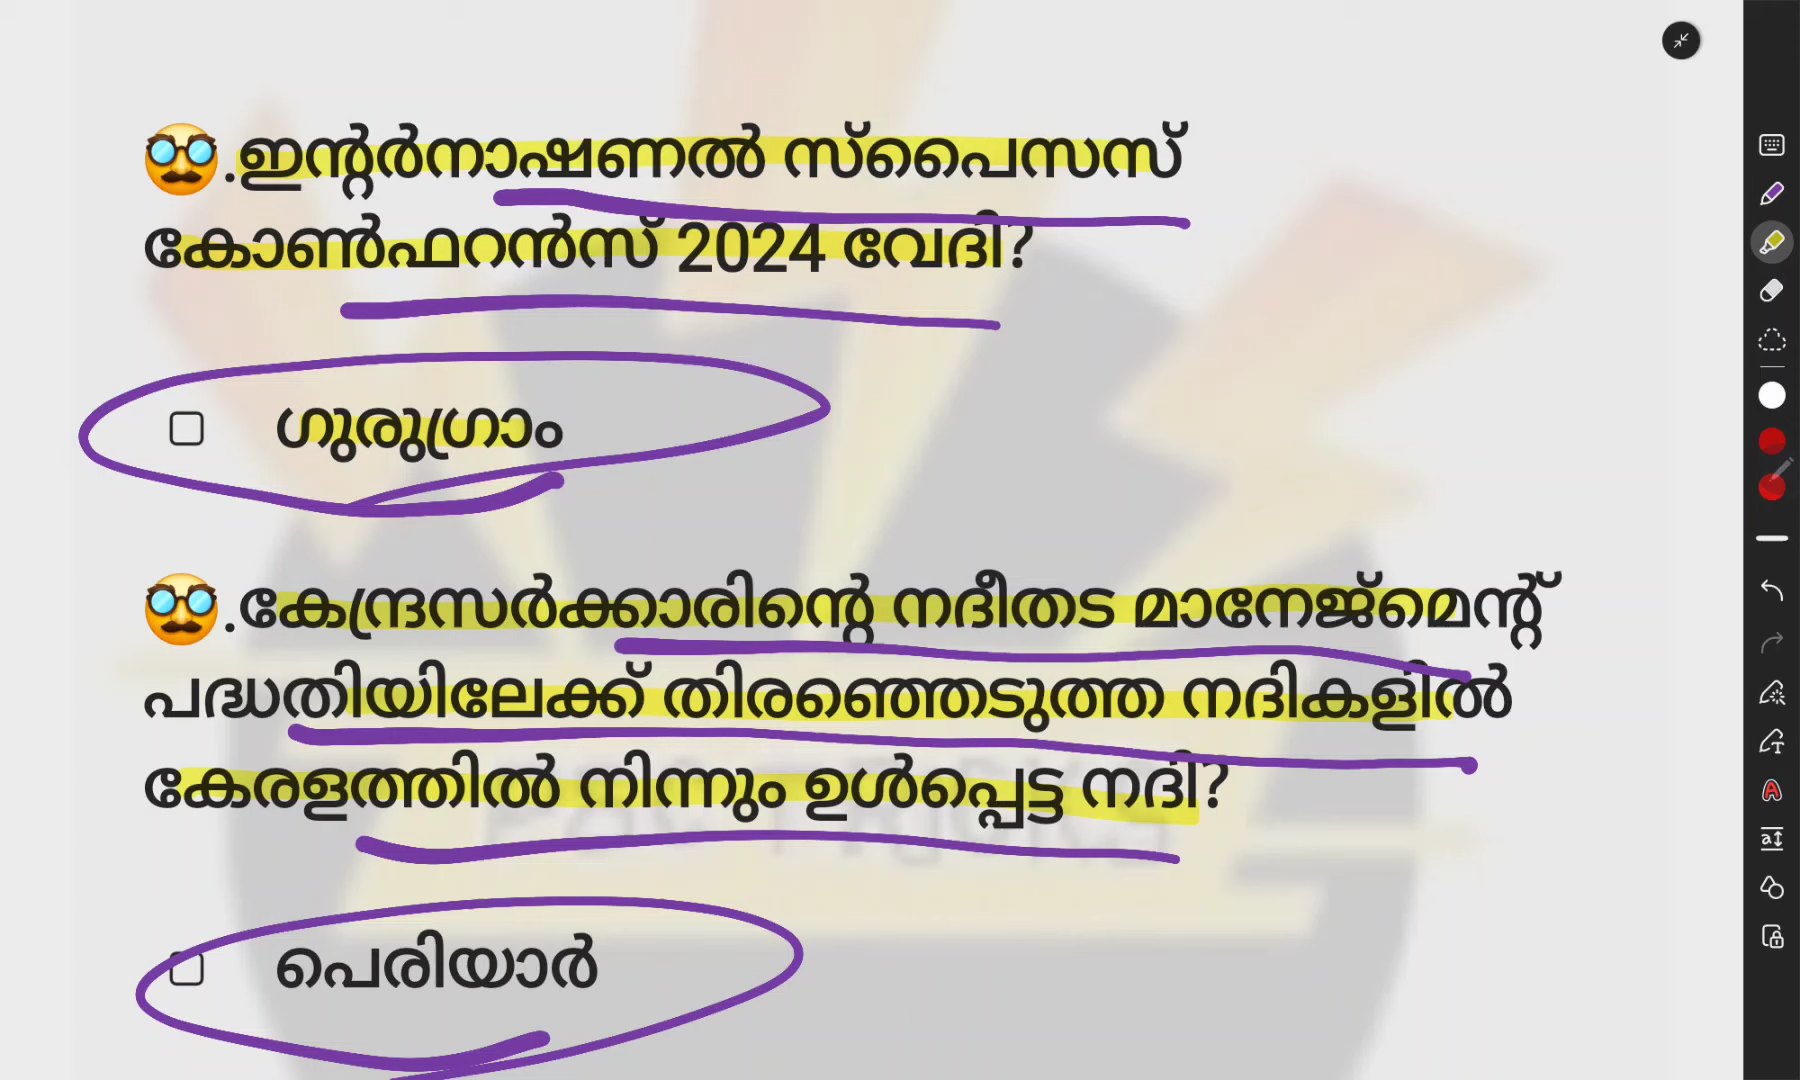 🥸.ഇന്റർനാഷണൽ സ്പൈസസ്
കോൺഫറൻസ് 2024 വേദി?
ഗുരുഗ്രാം
🥸.കേന്ദ്രസർക്കാരിന്റെ നദീതട മാനേജ്മെന്റ്
പദ്ധതിയിലേക്ക് തിരഞ്ഞെടുത്ത നദികളിൽ
കേരളത്തിൽ നിന്നും ഉൾപ്പെട്ട നദി?
പെരിയാർ